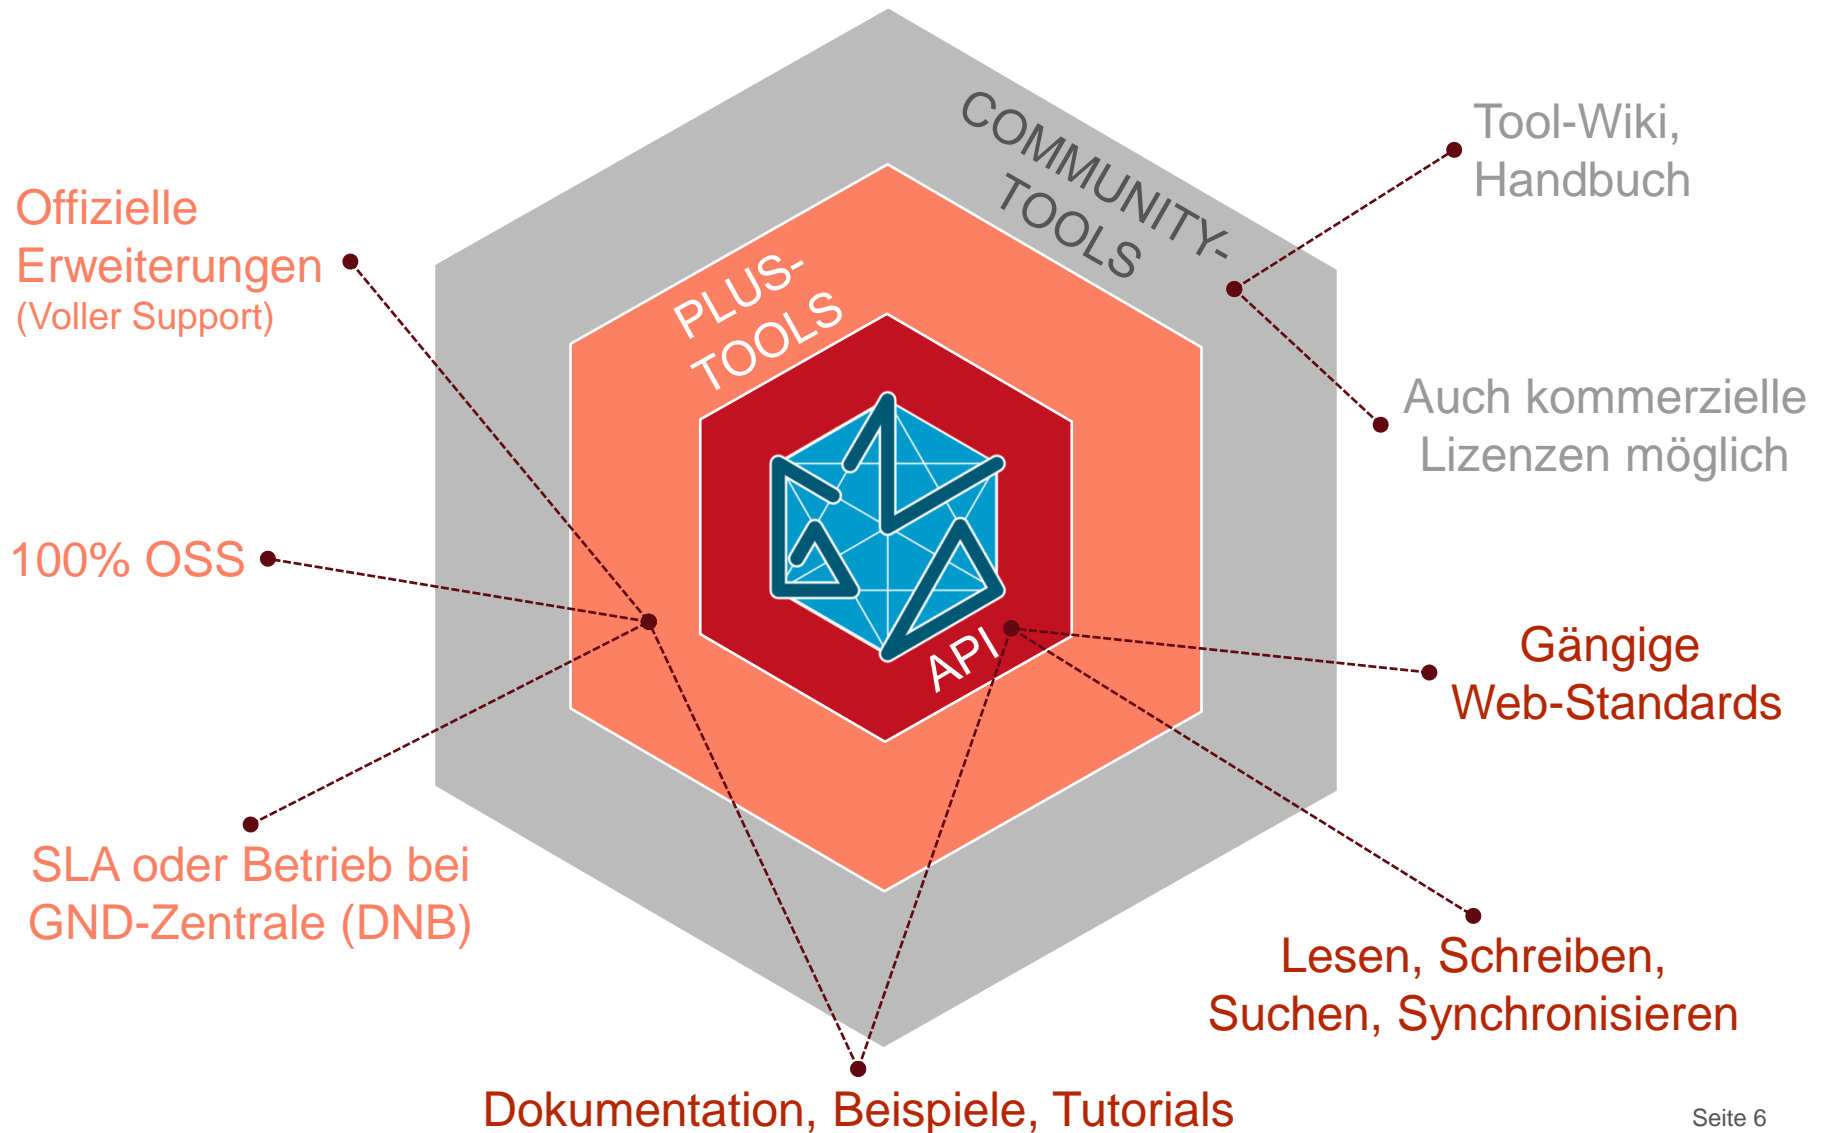 COMMUNITY-
TOOLS
PLUS-
TOOLS
API
Offizielle
Erweiterungen
(Voller Support)
100% OSS
SLA oder Betrieb bei
GND-Zentrale (DNB)
Tool-Wiki,
Handbuch
Auch kommerzielle
Lizenzen möglich
Gängige
Web-Standards
Lesen, Schreiben,
Suchen, Synchronisieren
Dokumentation, Beispiele, Tutorials
Seite 6